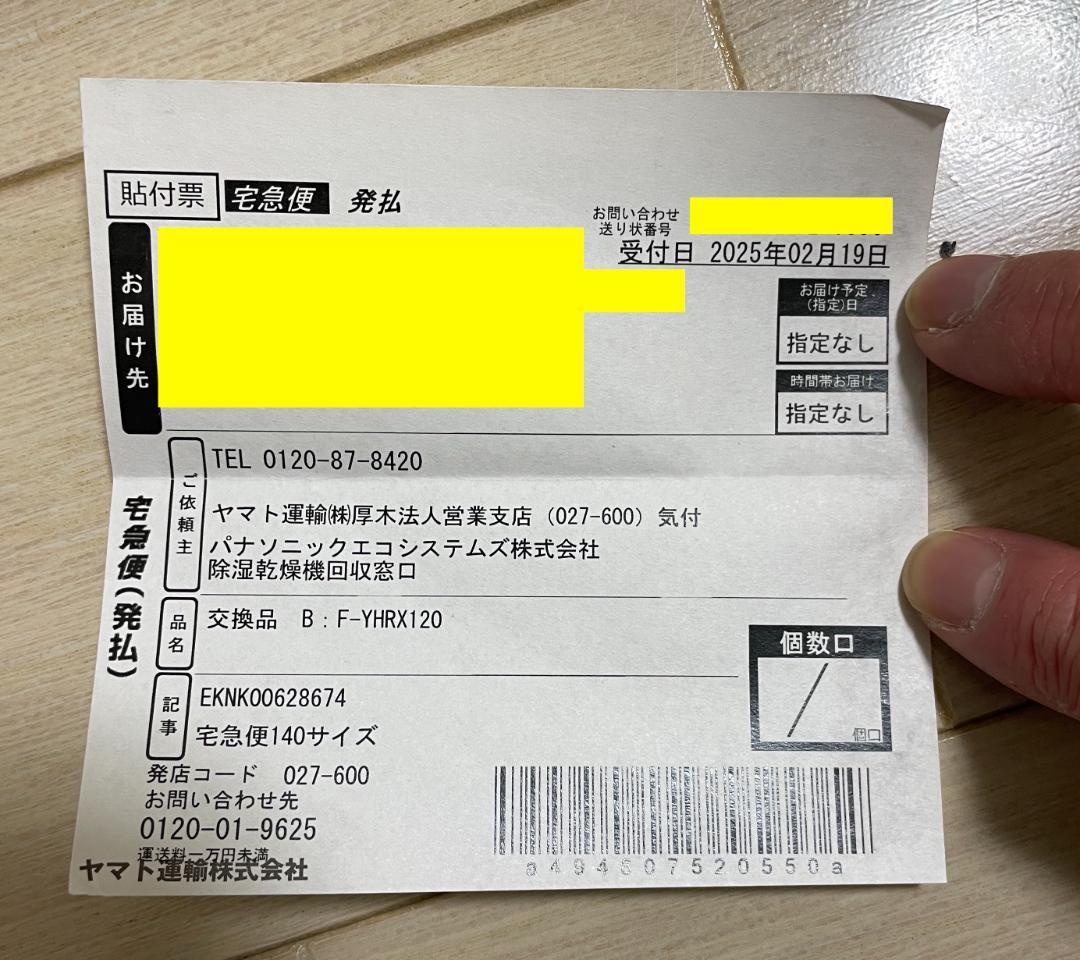 貼付票 宅急便 発払
お問い合わせ
送り状番号
受付日 2025年02月19日
お届け先
お届け予定
(指定)日
指定なし
時間帯お届け
指定なし
ご依頼主
TEL 0120-87-8420
ヤマト運輸㈱厚木法人営業支店（027-600）気付
パナソニックエコシステムズ株式会社
除湿乾燥機回収窓口
宅急便(発払)
品名
交換品 B：F-YHRX120
個数口
/
個口
記事
EKNK00628674
宅急便140サイズ
発店コード 027-600
お問い合わせ先
0120-01-9625
運送料一万円未満
ヤマト運輸株式会社
a494507520550a